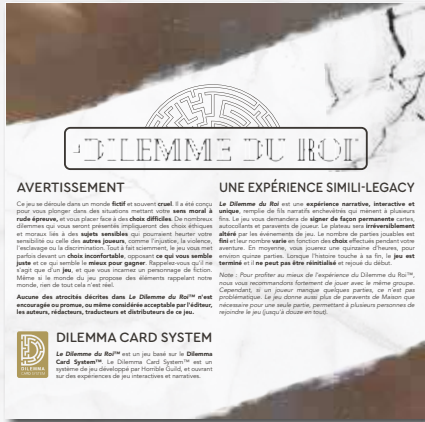 LE DILEMME DU ROI
AVERTISSEMENT
Ce jeu se déroule dans un monde fictif et souvent cruel. Il a été conçu
pour vous plonger dans des situations mettant votre sens moral à
rude épreuve, et vous placer face à des choix difficiles. De nombreux
dilemmes qui vous seront présentés impliqueront des choix éthiques
et moraux liés à des sujets sensibles qui pourraient heurter votre
sensibilité ou celle des autres joueurs, comme l'injustice, la violence,
l'esclavage ou la discrimination. Tout à fait sciemment, le jeu vous met
parfois devant un choix inconfortable, opposant ce qui vous semble
juste et ce qui semble le mieux pour gagner. Rappelez-vous qu'il ne
s'agit que d'un jeu, et que vous incarnez un personnage de fiction.
Même si le monde du jeu propose des éléments rappelant notre
monde, rien de tout cela n'est réel.
Aucune des atrocités décrites dans Le Dilemme du Roi™ n'est
encouragée ou promue, ou même considérée acceptable par l'éditeur,
les auteurs, rédacteurs, traducteurs et distributeurs de ce jeu.
DILEMMA
CARD SYSTEM
DILEMMA CARD SYSTEM
Le Dilemme du Roi™ est un jeu basé sur le Dilemma
Card System™. Le Dilemma Card System™ est un
système de jeu développé par Horrible Guild, et ouvrant
sur des expériences de jeu interactives et narratives.
UNE EXPÉRIENCE SIMILI-LEGACY
Le Dilemme du Roi est une expérience narrative, interactive et
unique, remplie de fils narratifs enchevêtrés qui mènent à plusieurs
fins. Le jeu vous demandera de signer de façon permanente cartes,
autocollants et paravents de joueur. Le plateau sera irréversiblement
altéré par les événements de jeu. Le nombre de parties jouables est
fini et leur nombre varie en fonction des choix effectués pendant votre
aventure. En moyenne, vous jouerez une quinzaine d'heures, pour
environ quinze parties. Lorsque l'histoire touche à sa fin, le jeu est
terminé et il ne peut pas être réinitialisé et rejoué du début.
Note : Pour profiter au mieux de l'expérience du Dilemme du Roi™,
nous vous recommandons fortement de jouer avec le même groupe.
Cependant, si un joueur manque quelques parties, ce n'est pas
problématique. Le jeu donne aussi plus de paravents de Maison que
nécessaire pour une seule partie, permettant à plusieurs personnes de
rejoindre le jeu (jusqu'à douze en tout).